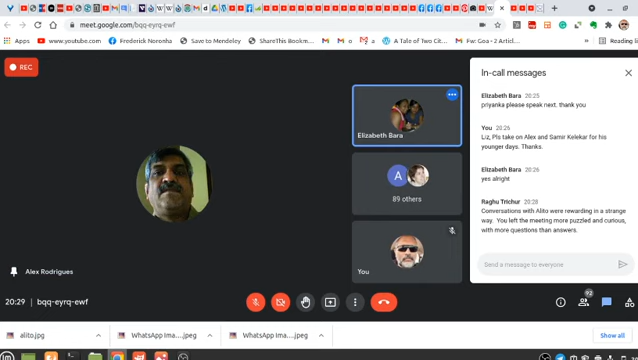 meet.google.com/bqq-eyrq-ewf
Apps
www.youtube.com
Frederick Noronha
Save to Mendeley
ShareThis Bookm...
A Tale of Two Cit...
Fw: Goa - 2 Artic...
Reading li
REC
Elizabeth Bara
A
89 others
You
Alex Rodrigues
In-call messages
Elizabeth Bara 20:25
priyanka please speak next. thank you
You 20:26
Liz, Pls take on Alex and Samir Kelekar for his
younger days. Thanks.
Elizabeth Bara 20:26
yes alright
Raghu Trichur 20:28
Conversations with Alito were rewarding in a strange
way. You left the meeting more puzzled and curious,
with more questions than answers.
Send a message to everyone
20:29 bqq-eyrq-ewf
92
alito.jpg
WhatsApp Ima....jpeg
WhatsApp Ima....jpeg
Show all